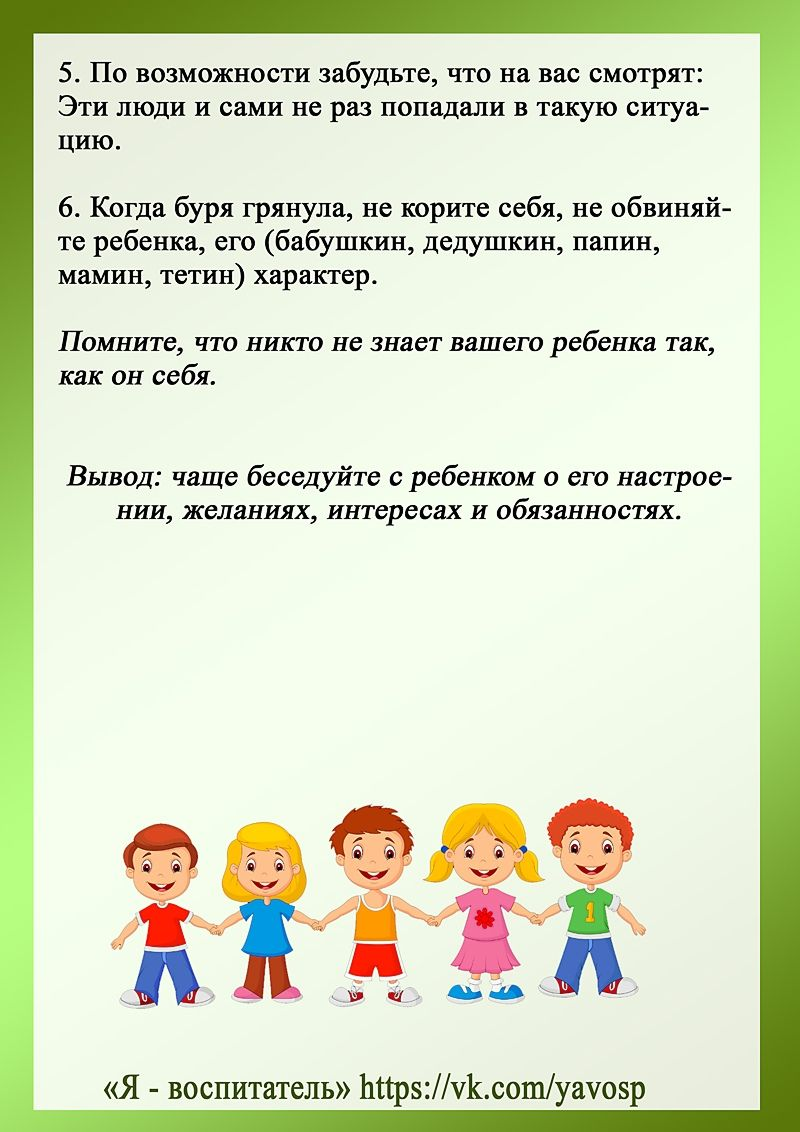 5. По возможности забудьте, что на вас смотрят:
Эти люди и сами не раз попадали в такую ситуа-
цию.
6. Когда буря грянула, не корите себя, не обвиняй-
те ребенка, его (бабушкин, дедушкин, папин,
мамин, тетин) характер.
Помните, что никто не знает вашего ребенка так,
как он себя.
Вывод: чаще беседуйте с ребенком о его настрое-
нии, желаниях, интересах и обязанностях.
1
«Я - воспитатель» https://vk.com/yavosp